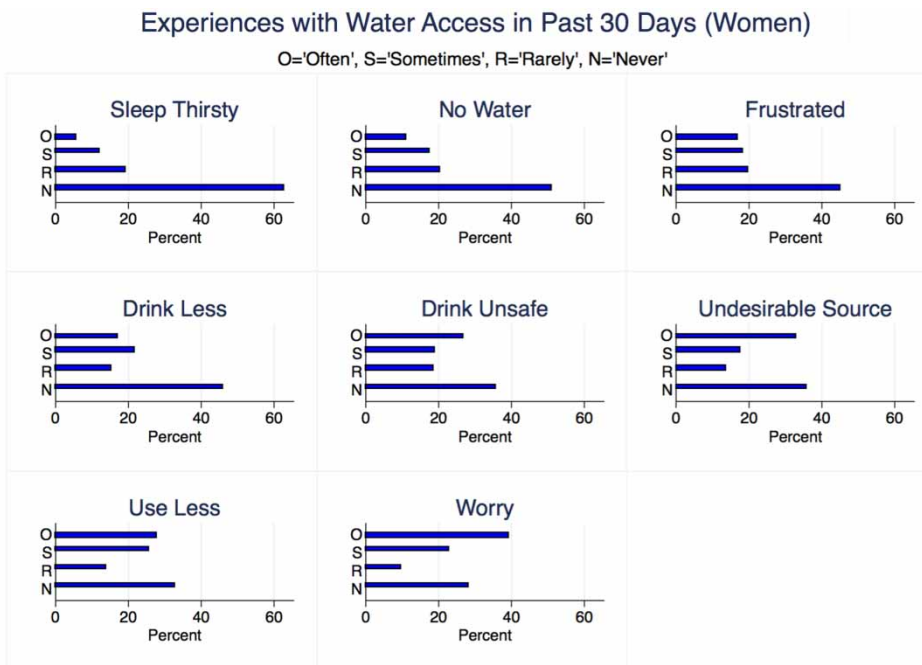 Experiences with Water Access in Past 30 Days (Women)
O='Often', S='Sometimes', R='Rarely', N='Never'
Sleep Thirsty
O
S
R
N
0 20 40 60
Percent
No Water
O
S
R
N
0 20 40 60
Percent
Frustrated
O
S
R
N
0 20 40 60
Percent
Drink Less
O
S
R
N
0 20 40 60
Percent
Drink Unsafe
O
S
R
N
0 20 40 60
Percent
Undesirable Source
O
S
R
N
0 20 40 60
Percent
Use Less
O
S
R
N
0 20 40 60
Percent
Worry
O
S
R
N
0 20 40 60
Percent